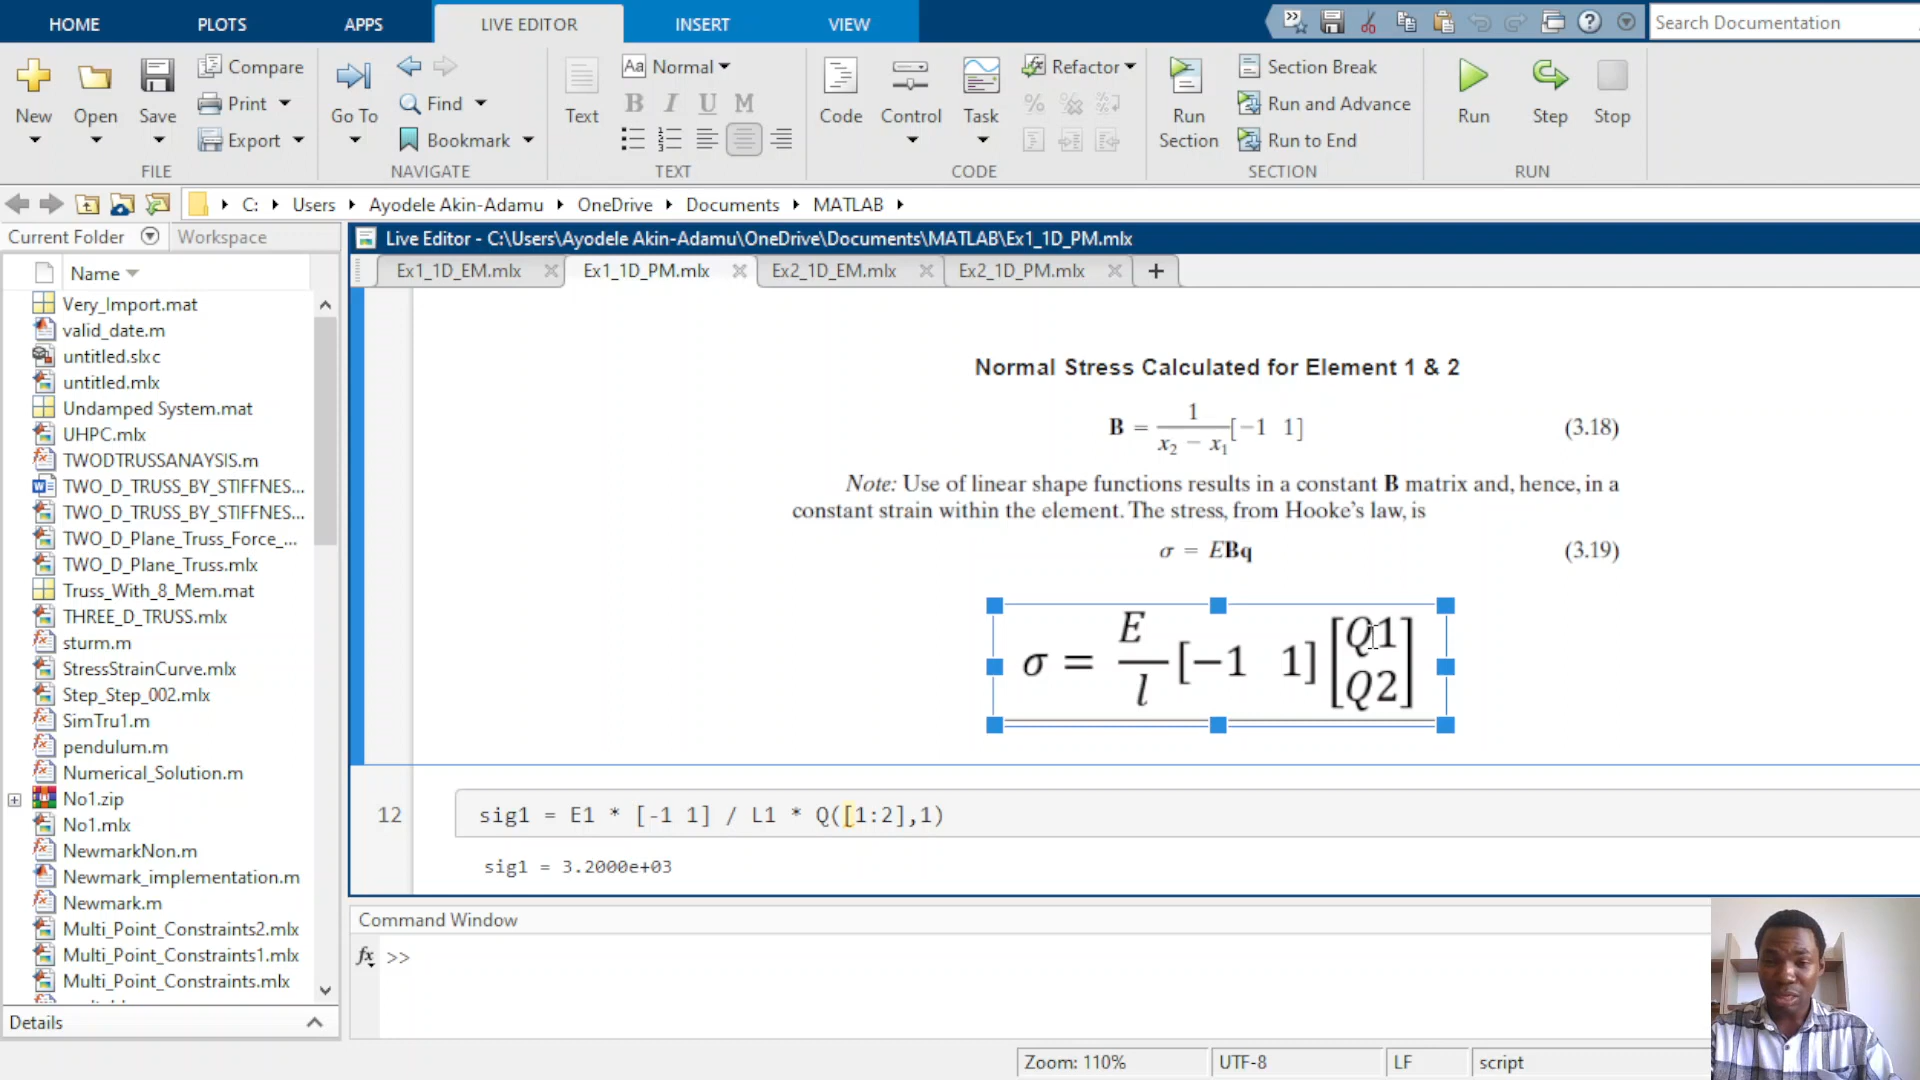 HOME PLOTS APPS LIVE EDITOR INSERT VIEW Search Documentation
New Open Save Compare Print Export FILE
Go To Find Bookmark NAVIGATE
Text Aa Normal B I U M TEXT
Code Control Task Refactor CODE
Run Section Section Break Run and Advance Run to End SECTION
Run Step Stop RUN
C: Users Ayodele Akin-Adamu OneDrive Documents MATLAB
Current Folder Workspace
Name
Very_Import.mat
valid_date.m
untitled.slxc
untitled.mlx
Undamped System.mat
UHPC.mlx
TWODTRUSSANAYSIS.m
TWO_D_TRUSS_BY_STIFFNES...
TWO_D_TRUSS_BY_STIFFNES...
TWO_D_Plane_Truss_Force_...
TWO_D_Plane_Truss.mlx
Truss_With_8_Mem.mat
THREE_D_TRUSS.mlx
sturm.m
StressStrainCurve.mlx
Step_Step_002.mlx
SimTru1.m
pendulum.m
Numerical_Solution.m
No1.zip
No1.mlx
NewmarkNon.m
Newmark_implementation.m
Newmark.m
Multi_Point_Constraints2.mlx
Multi_Point_Constraints1.mlx
Multi_Point_Constraints.mlx
Details
Live Editor - C:\Users\Ayodele Akin-Adamu\OneDrive\Documents\MATLAB\Ex1_1D_PM.mlx
Ex1_1D_EM.mlx Ex1_1D_PM.mlx Ex2_1D_EM.mlx Ex2_1D_PM.mlx +
Normal Stress Calculated for Element 1 & 2
B = 1 / (x2 − x1) [−1 1] (3.18)
Note: Use of linear shape functions results in a constant B matrix and, hence, in a
constant strain within the element. The stress, from Hooke's law, is
σ = EBq (3.19)
σ = E/l [−1 1] [Q1 Q2]
12 sig1 = E1 * [-1 1] / L1 * Q([1:2],1)
sig1 = 3.2000e+03
Command Window
fx >>
Zoom: 110% UTF-8 LF script